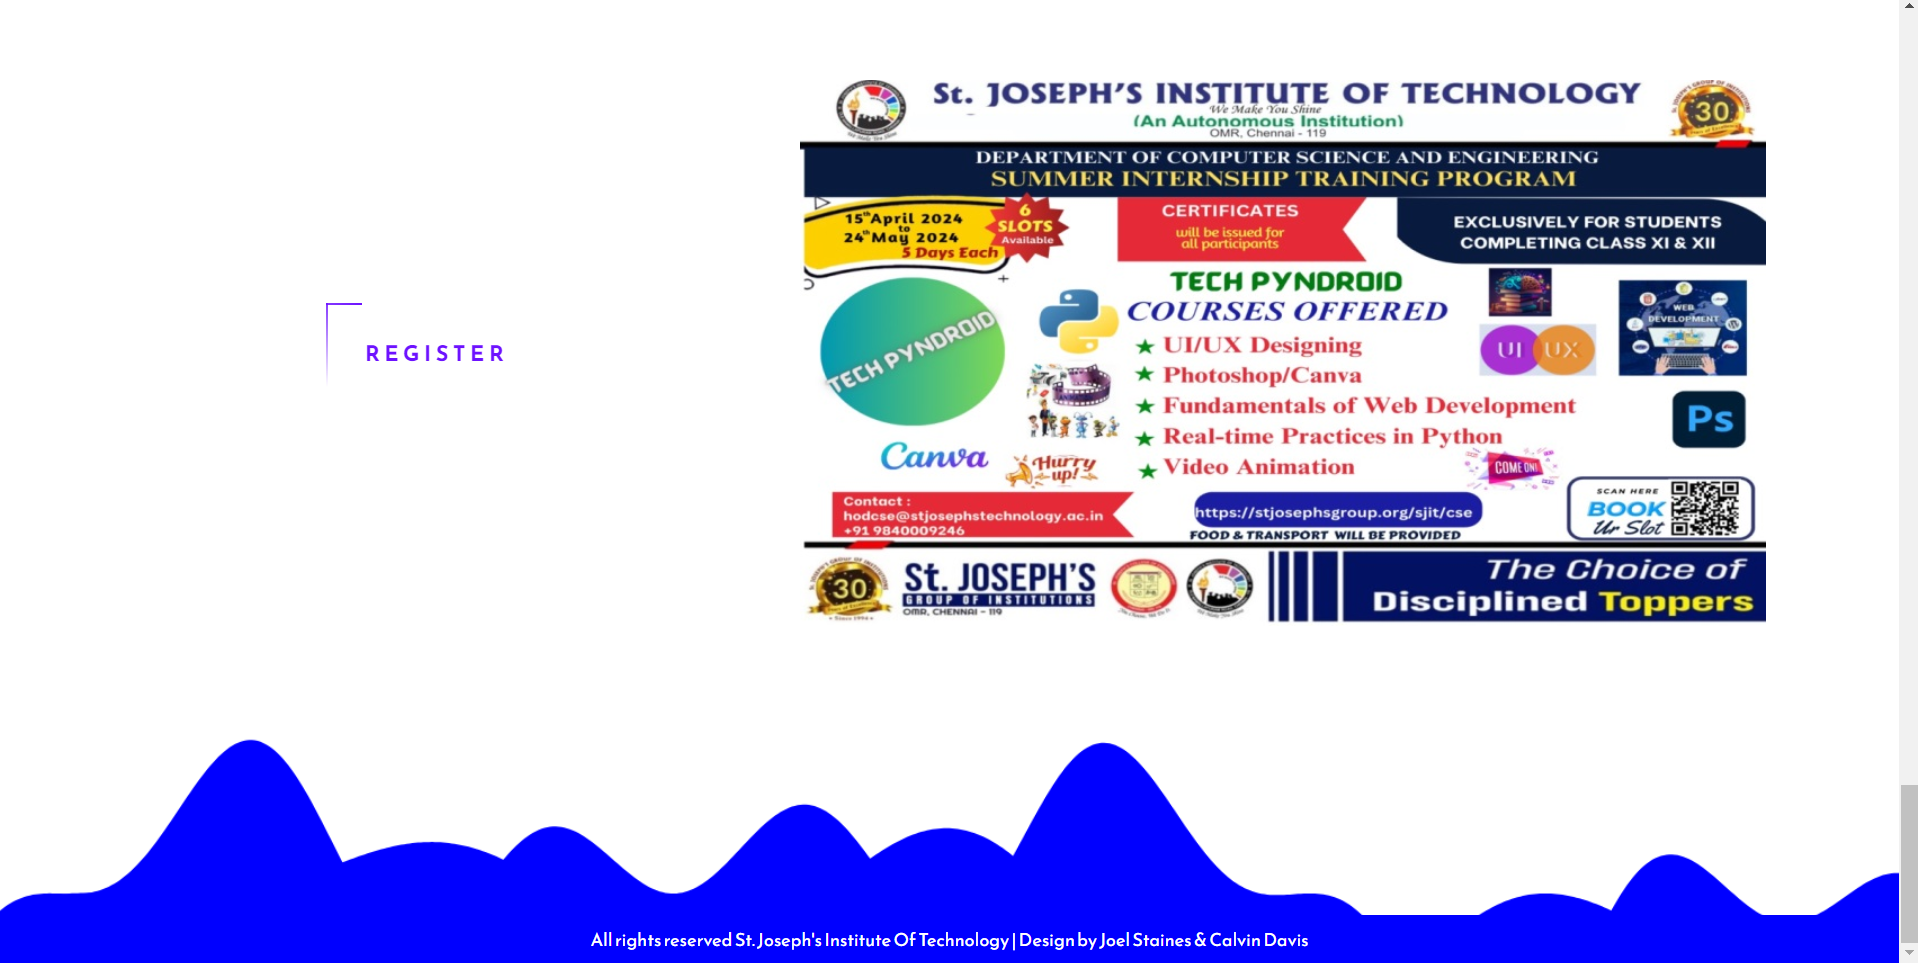 REGISTER
St. JOSEPH'S INSTITUTE OF TECHNOLOGY
We Make You Shine
(An Autonomous Institution)
OMR, Chennai - 119
30
DEPARTMENT OF COMPUTER SCIENCE AND ENGINEERING
SUMMER INTERNSHIP TRAINING PROGRAM
15th April 2024
to
24th May 2024
5 Days Each
6
SLOTS
Available
CERTIFICATES
will be issued for
all participants
EXCLUSIVELY FOR STUDENTS
COMPLETING CLASS XI & XII
TECH PYNDROID
TECH PYNDROID
COURSES OFFERED
★ UI/UX Designing
★ Photoshop/Canva
★ Fundamentals of Web Development
★ Real-time Practices in Python
★ Video Animation
UI UX
WEB
DEVELOPMENT
Ps
Canva
Hurry
up!
COME ON!
Contact :
hodcse@stjosephstechnology.ac.in
+91 9840009246
https://stjosephsgroup.org/sjit/cse
FOOD & TRANSPORT WILL BE PROVIDED
SCAN HERE
BOOK
Ur Slot
30
Since 1994
St. JOSEPH'S
GROUP OF INSTITUTIONS
OMR, CHENNAI - 119
The Choice of
Disciplined Toppers
All rights reserved St. Joseph's Institute Of Technology | Design by Joel Staines & Calvin Davis